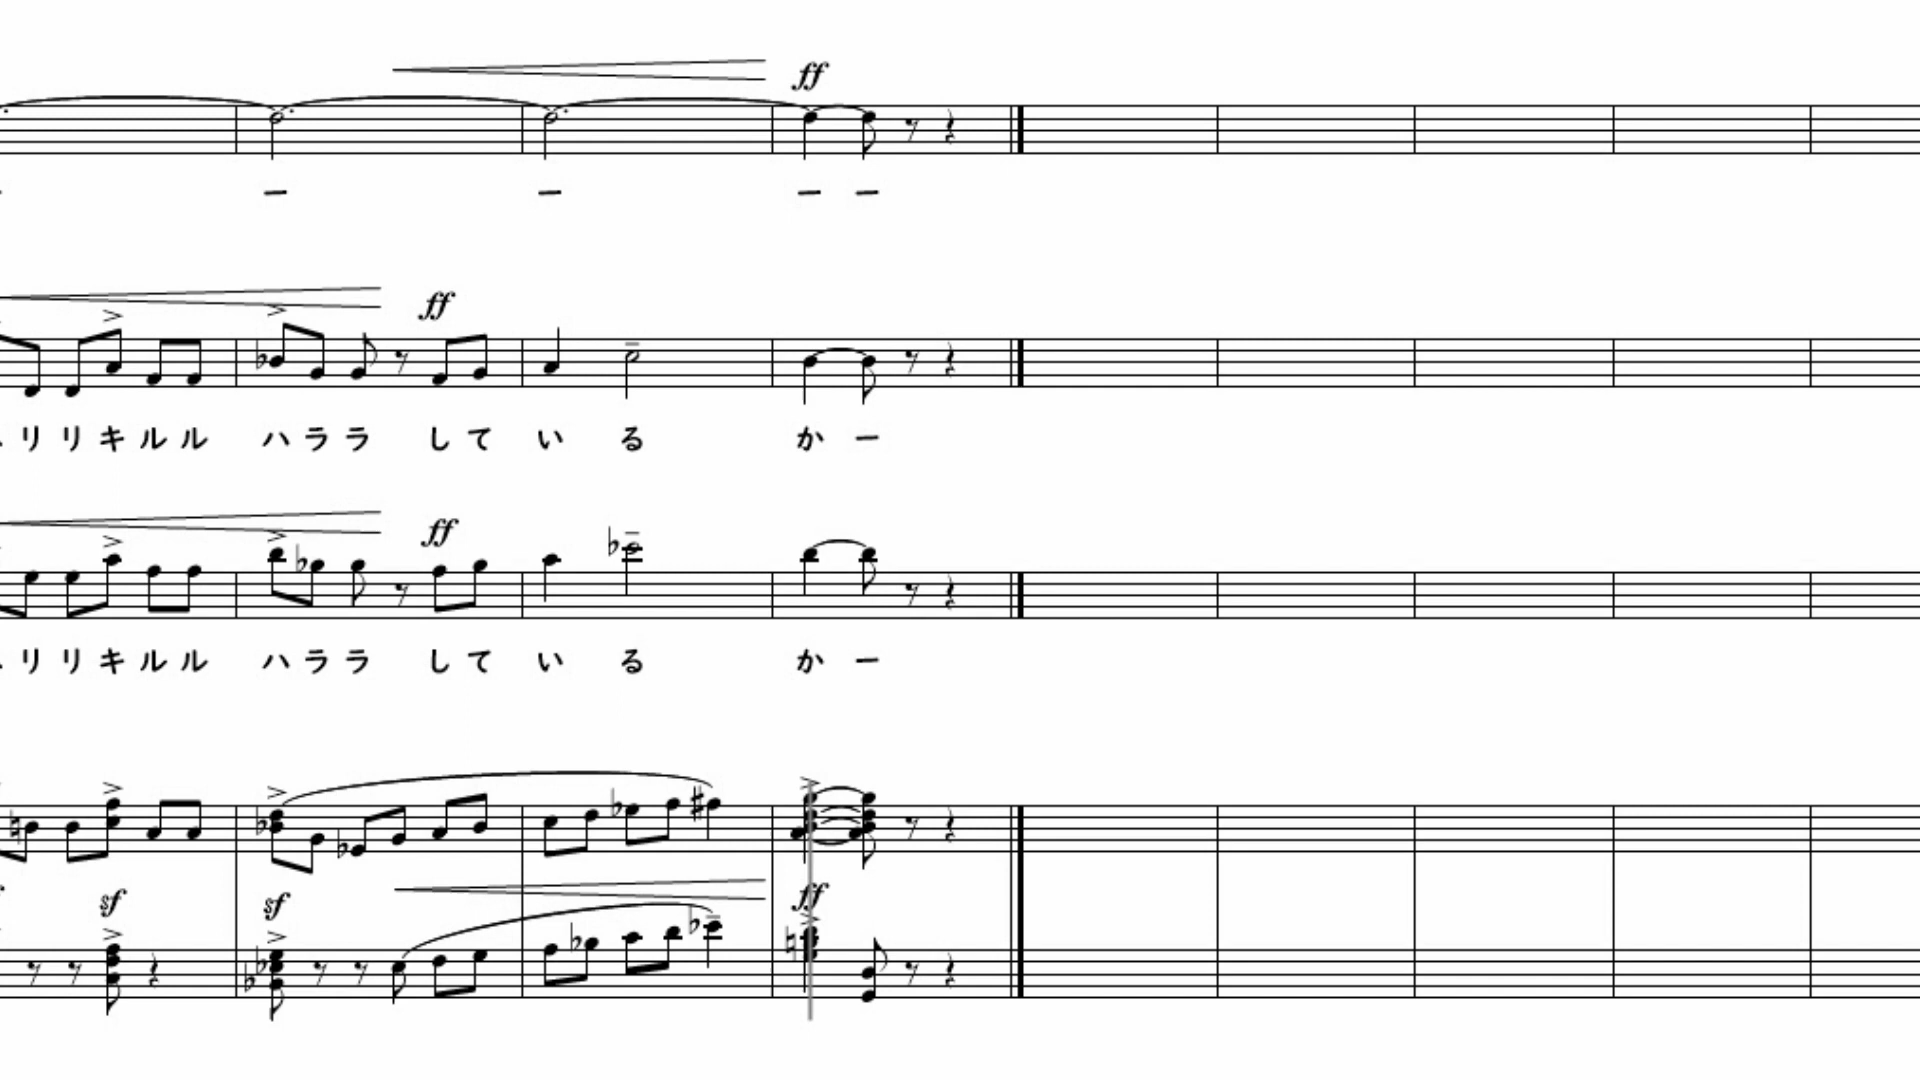 ff
ー ー ー ー
ff
リ リ キ ル ル ハ ラ ラ し て い る か ー
ff
リ リ キ ル ル ハ ラ ラ し て い る か ー
sf sf ff